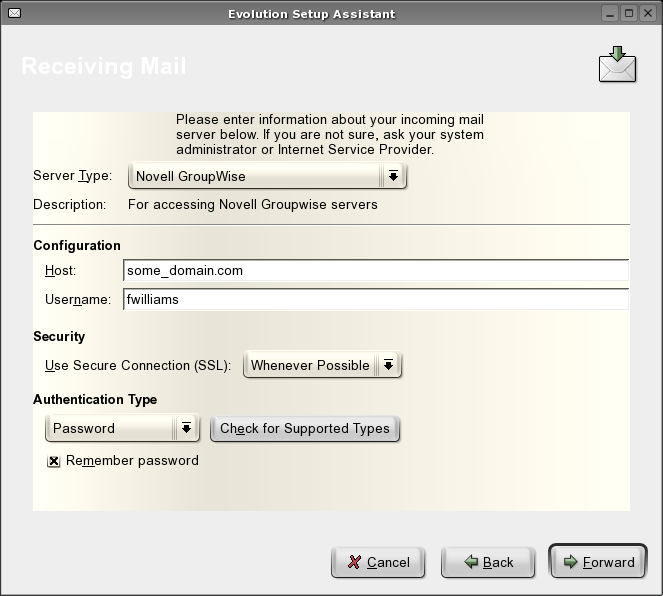 Evolution Setup Assistant
Receiving Mail
Please enter information about your incoming mail
server below. If you are not sure, ask your system
administrator or Internet Service Provider.
Server Type: Novell GroupWise
Description: For accessing Novell Groupwise servers
Configuration
Host: some_domain.com
Username: fwilliams
Security
Use Secure Connection (SSL): Whenever Possible
Authentication Type
Password Check for Supported Types
Remember password
Cancel Back Forward